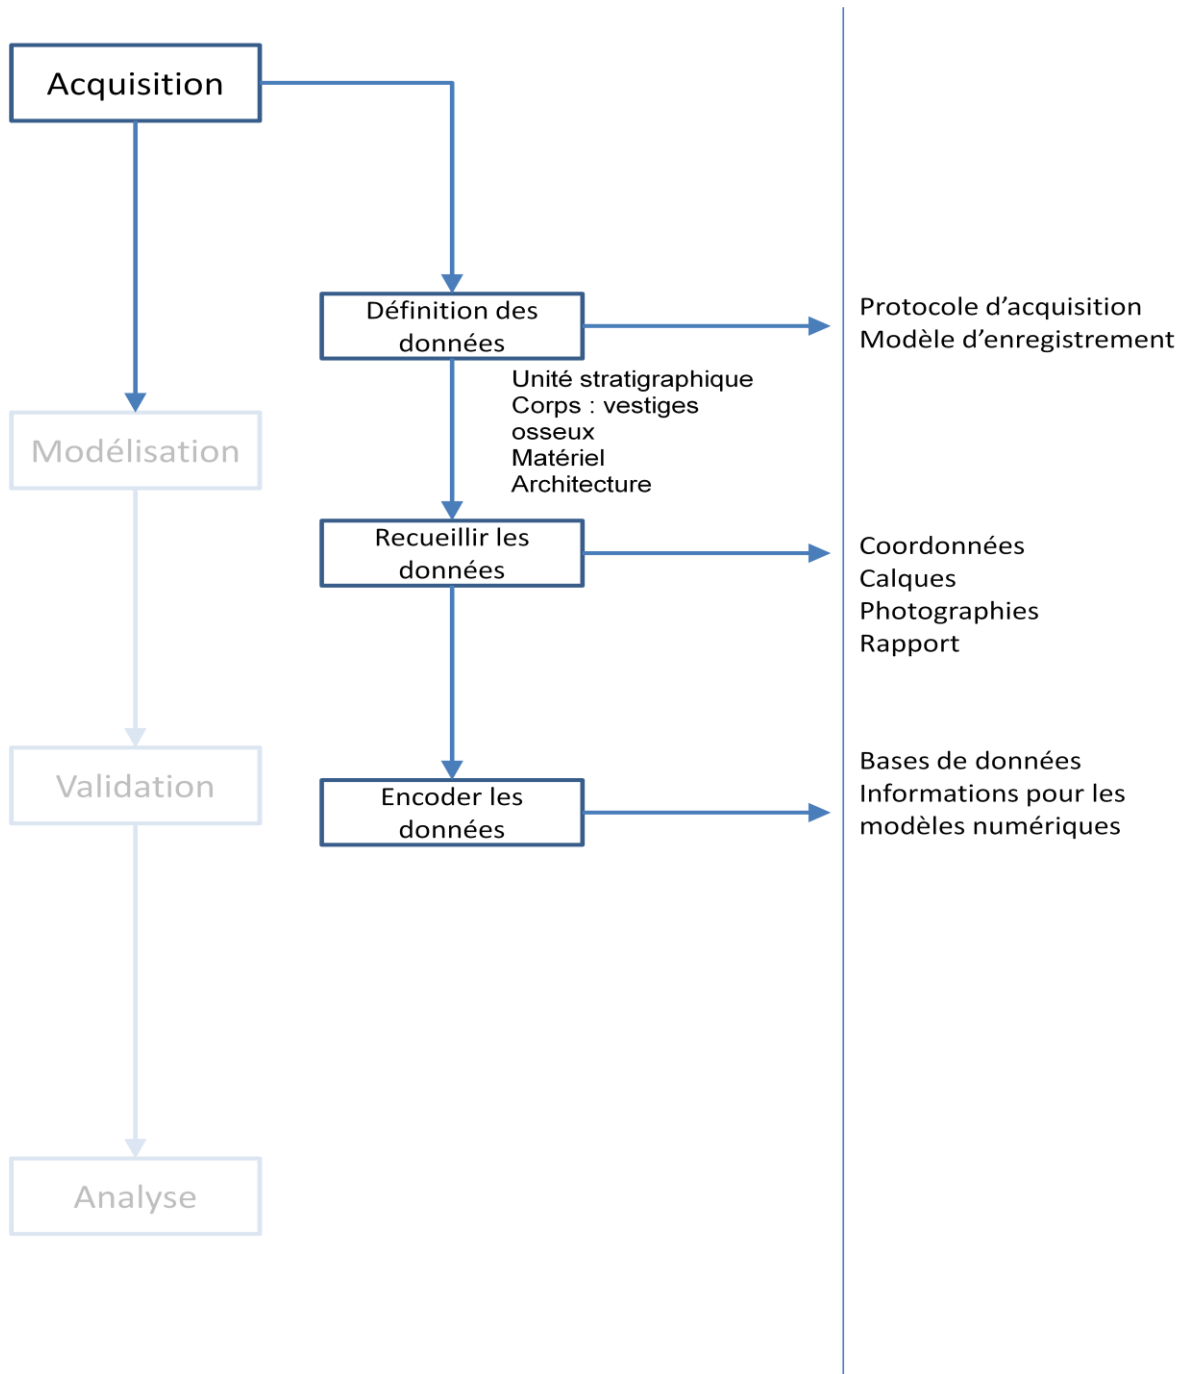 Acquisition
Définition des
données
Protocole d’acquisition
Modèle d’enregistrement
Unité stratigraphique
Corps : vestiges
osseux
Matériel
Architecture
Modélisation
Recueillir les
données
Coordonnées
Calques
Photographies
Rapport
Validation
Encoder les
données
Bases de données
Informations pour les
modèles numériques
Analyse